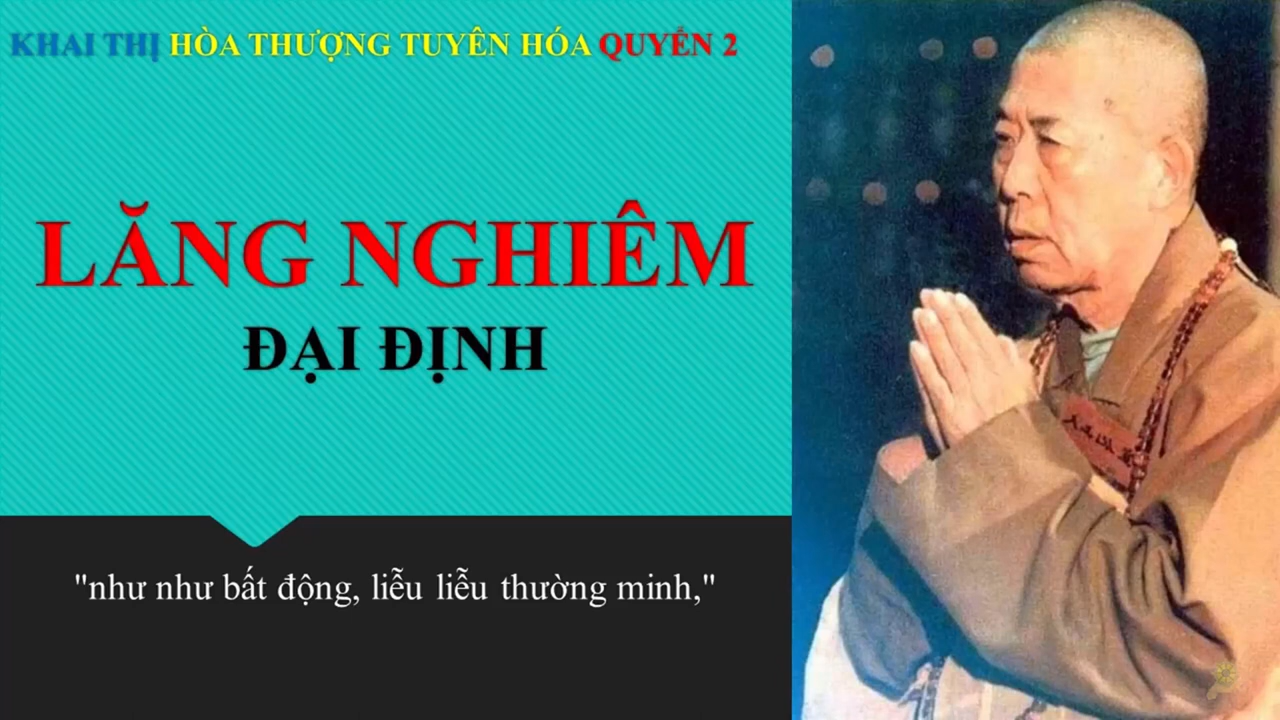 KHAI THỊ HÒA THƯỢNG TUYÊN HÓA QUYỂN 2
LĂNG NGHIÊM
ĐẠI ĐỊNH
"như như bất động, liễu liễu thường minh,"